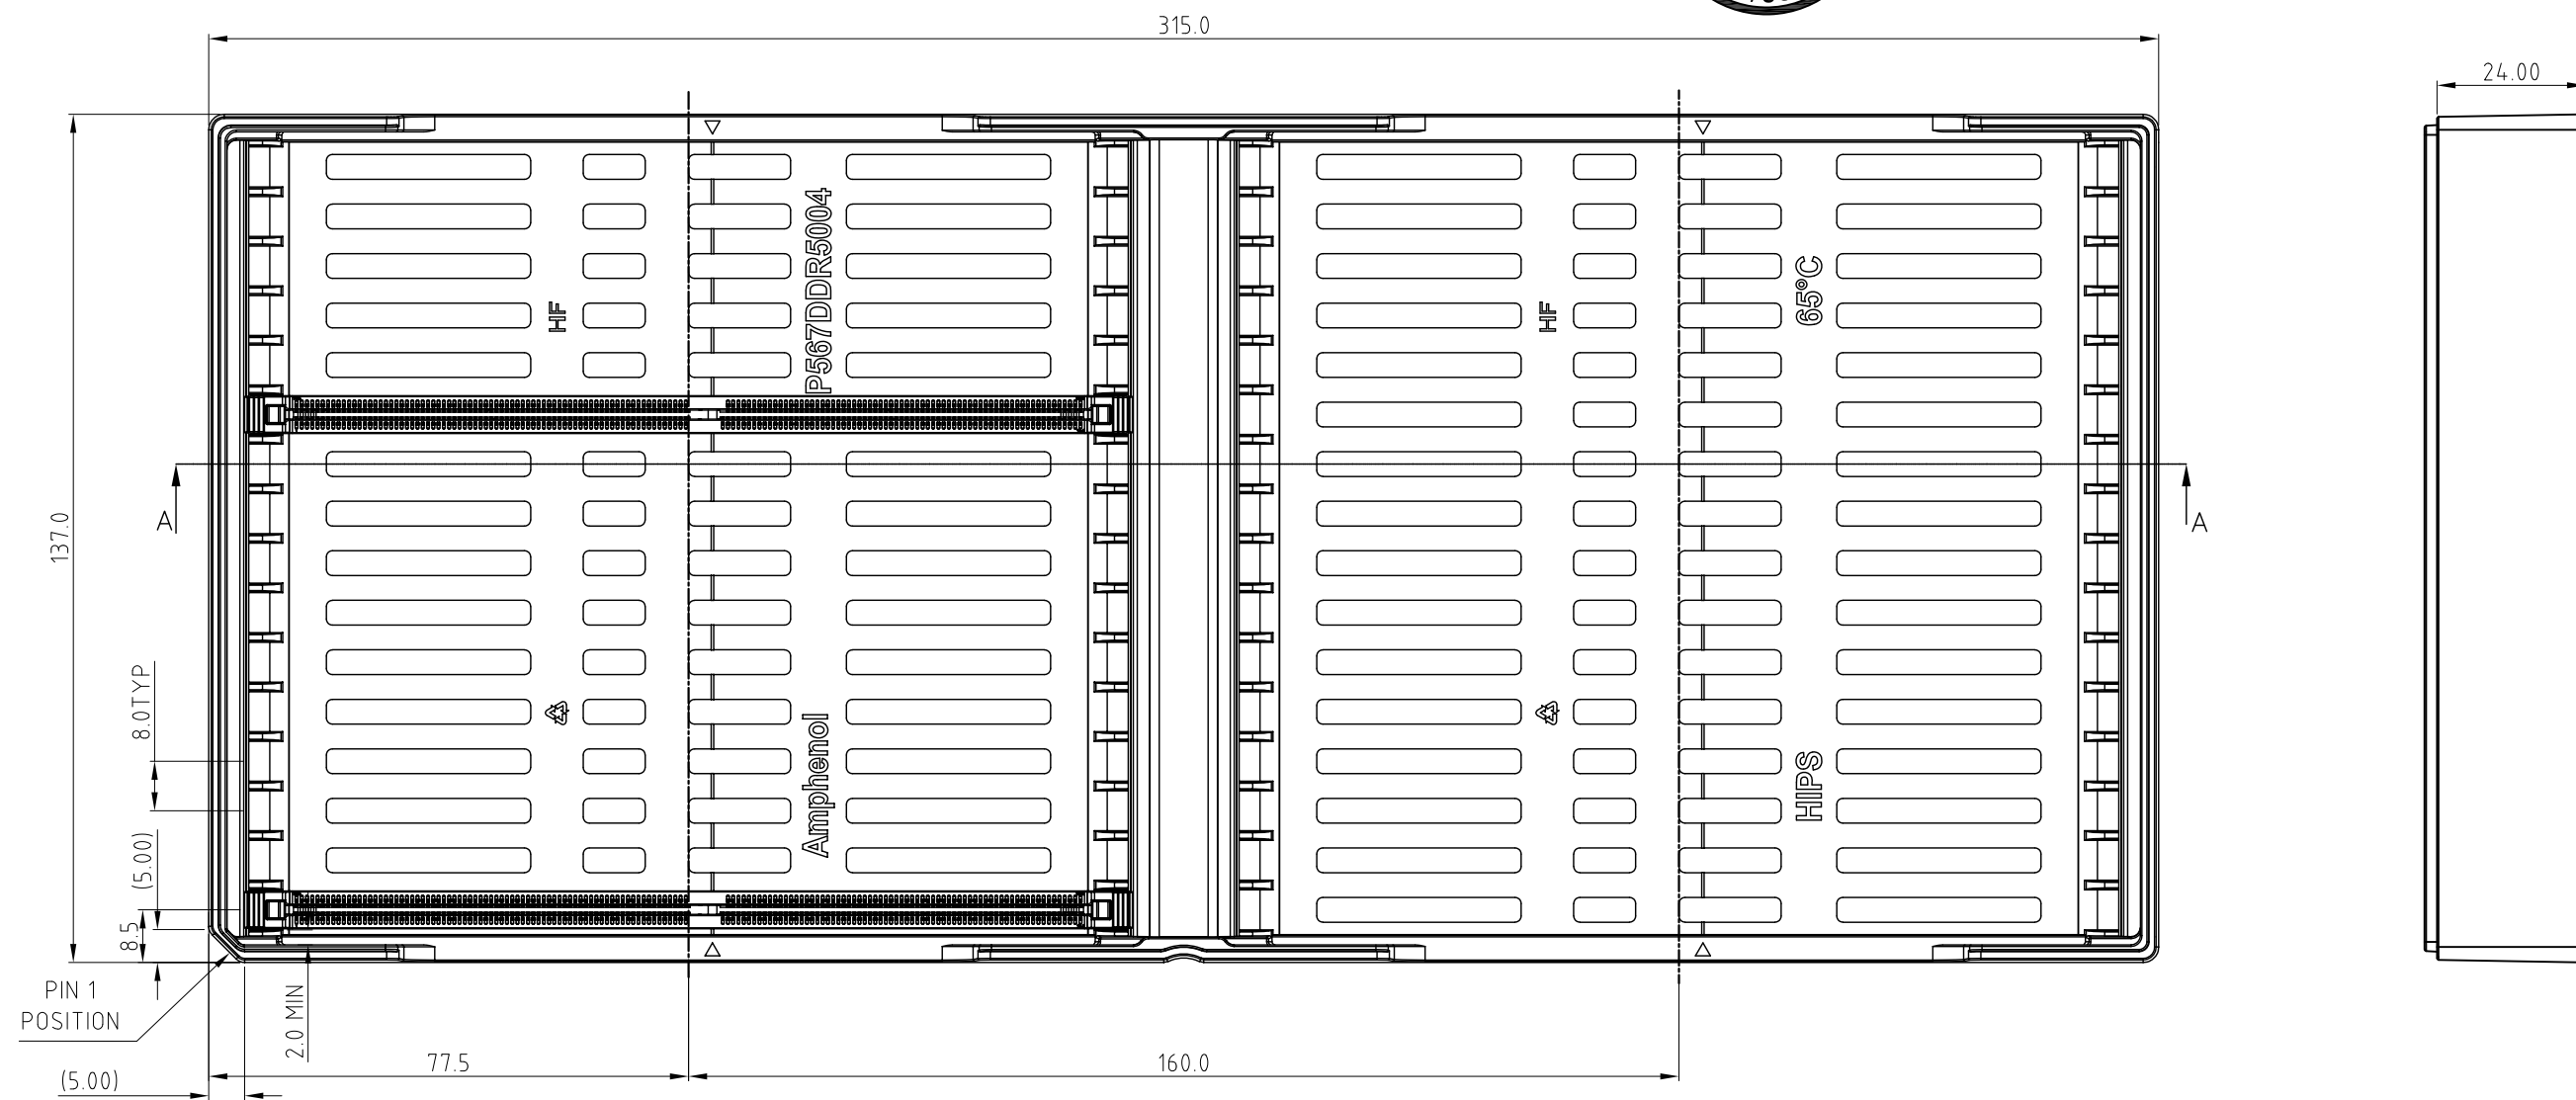 315.0
24.00
P567DDDR5004
65°C
HF
HF
A
A
137.0
8.0TYP
Amphenol
HIPS
(5.00)
8.5
PIN 1
POSITION
2.0 MIN
77.5
160.0
(5.00)